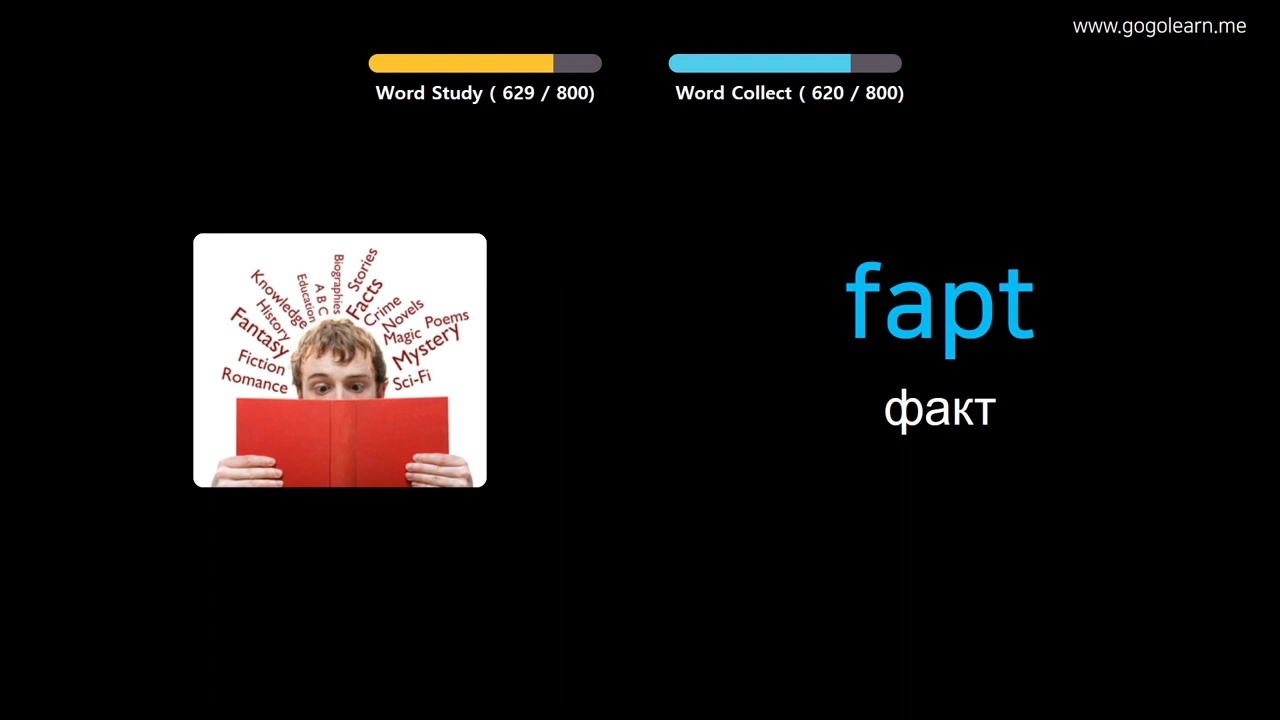 www.gogolearn.me
Word Study ( 629 / 800)
Word Collect ( 620 / 800)
Knowledge
History
Fantasy
Fiction
Romance
Education
A B C
Biographies
Stories
Facts
Crime
Novels
Magic
Poems
Mystery
Sci-Fi
fapt
факт